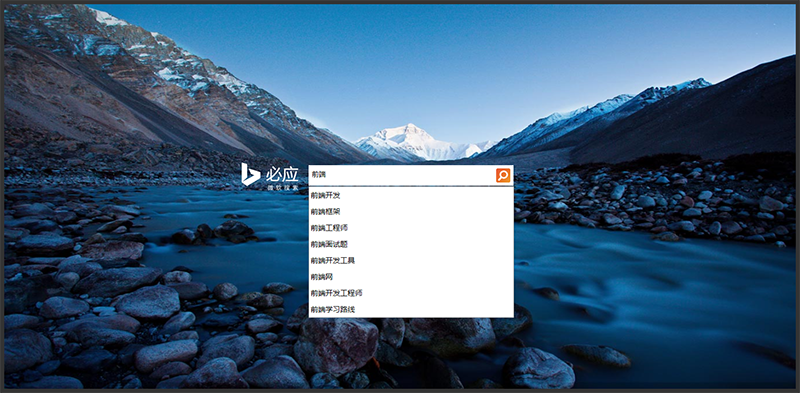 必应
微软搜索
前端
前端开发
前端框架
前端工程师
前端面试题
前端开发工具
前端网
前端开发工程师
前端学习路线